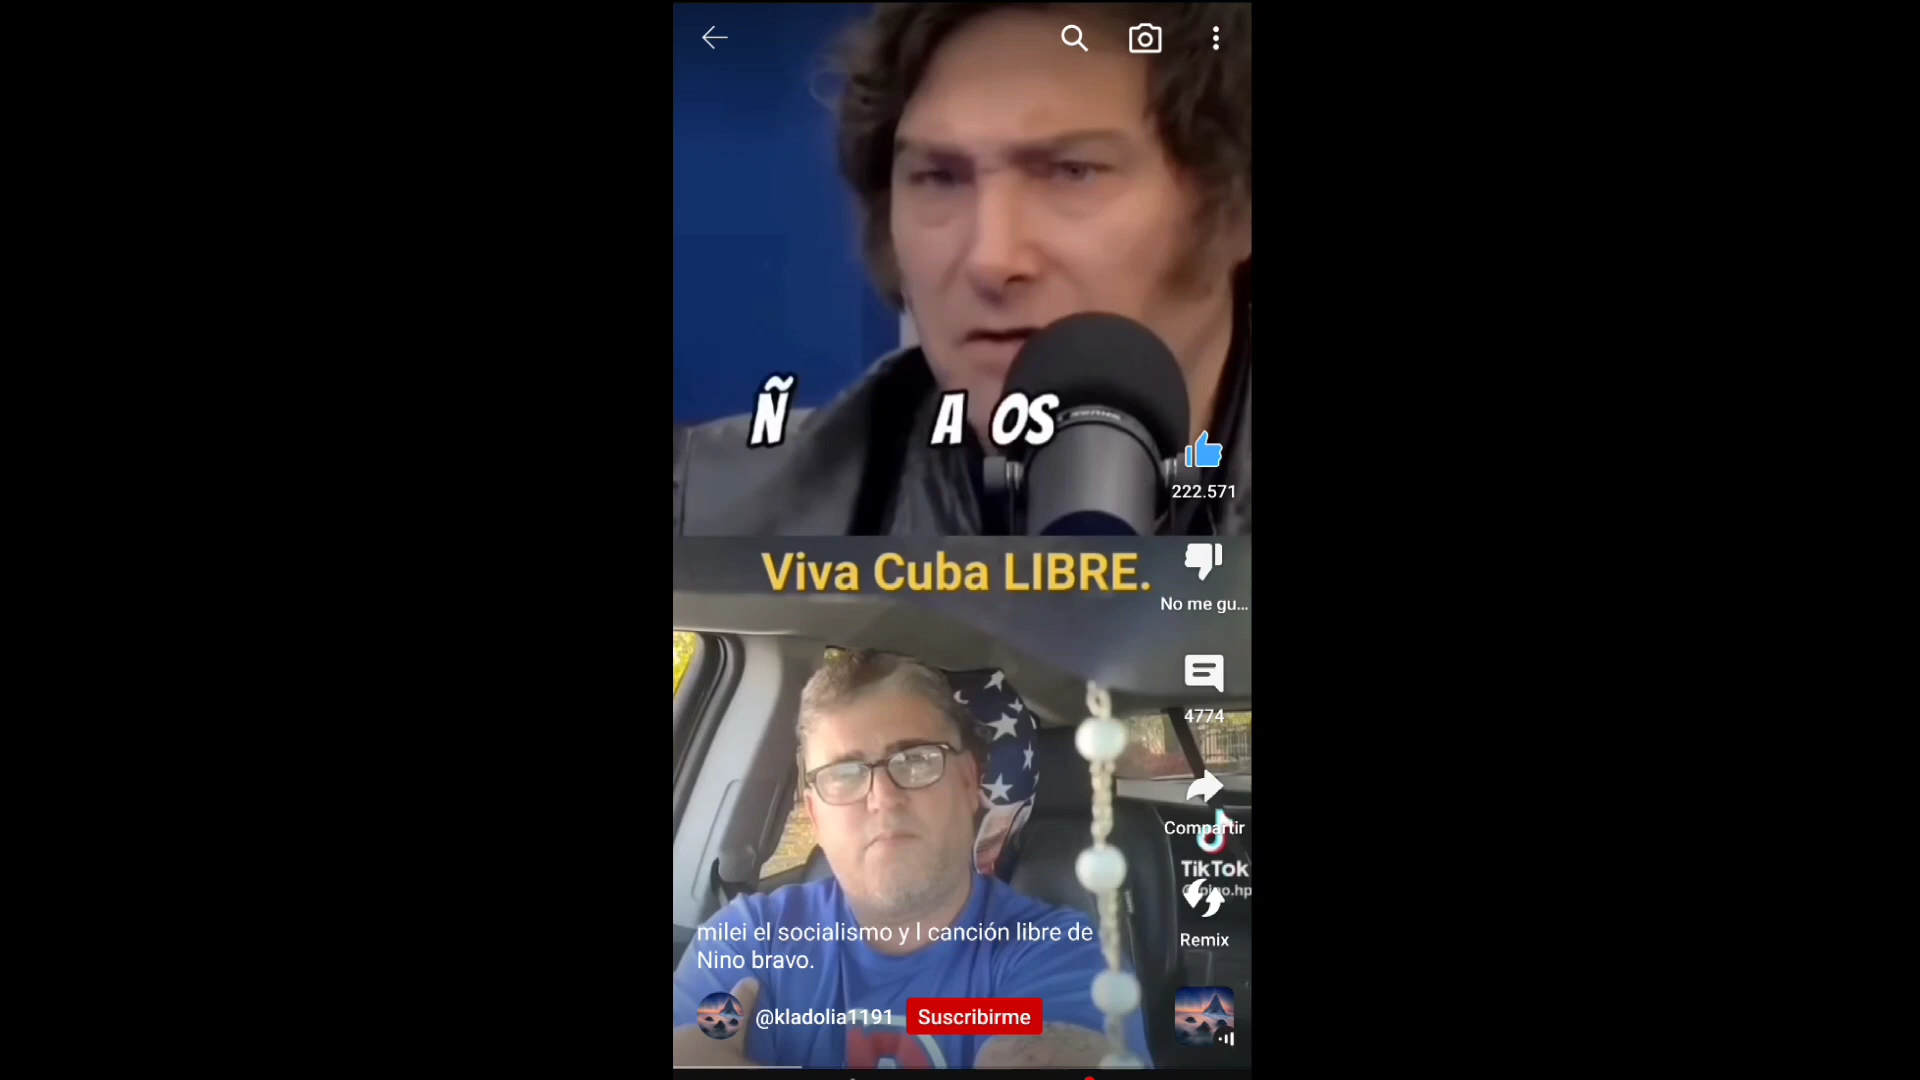 Ñ A OS
222.571
Viva Cuba LIBRE.
No me gu...
4774
Compartir
TikTok
Remix
milei el socialismo y l canción libre de
Nino bravo.
@kladolia1191 Suscribirme